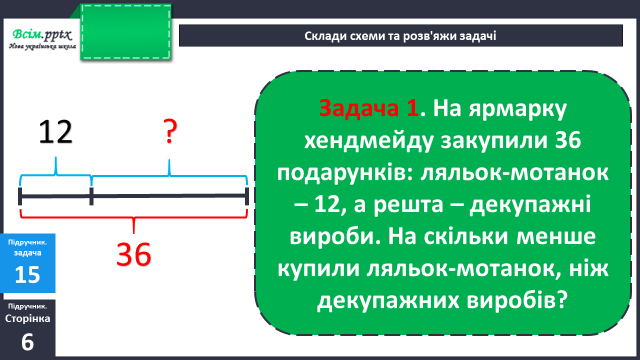 Всім.pptx
Нова українська школа
Склади схеми та розв'яжи задачі
12
?
36
Підручник.
задача
15
Підручник.
Сторінка
6
Задача 1. На ярмарку
хендмейду закупили 36
подарунків: ляльок-мотанок
– 12, а решта – декупажні
вироби. На скільки менше
купили ляльок-мотанок, ніж
декупажних виробів?